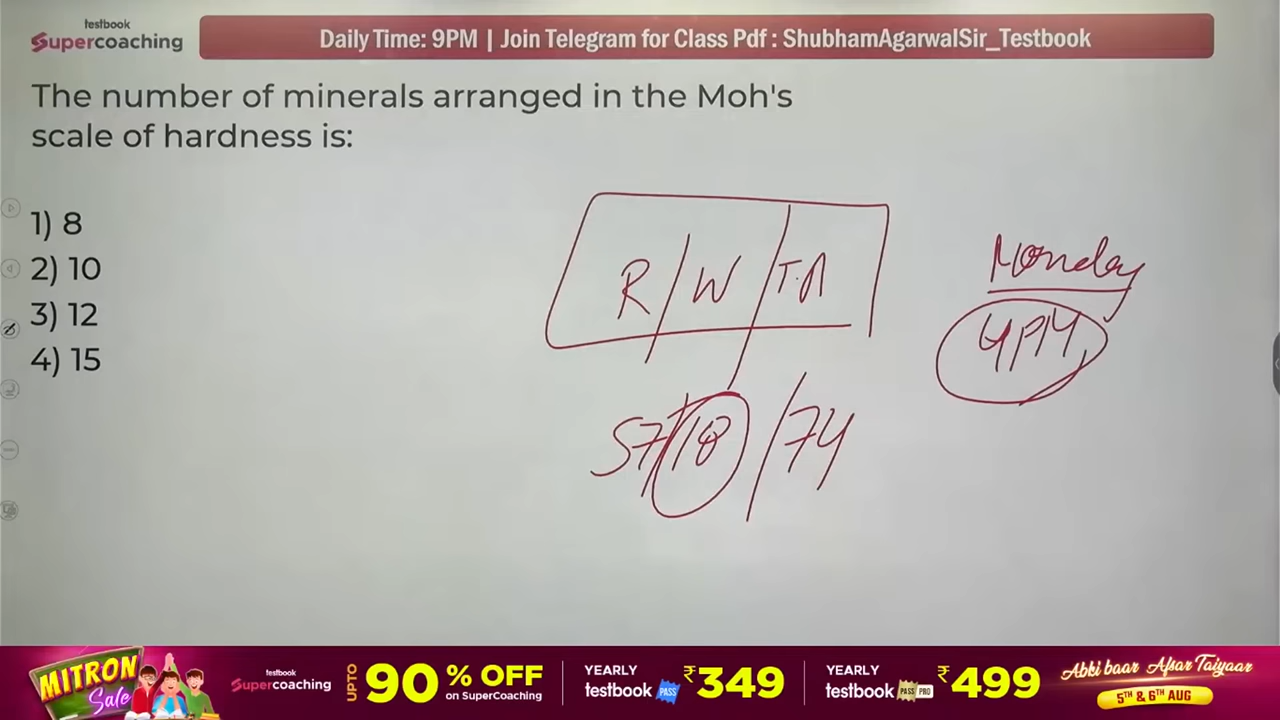 testbook
Supercoaching
Daily Time: 9PM | Join Telegram for Class Pdf : ShubhamAgarwalSir_Testbook
The number of minerals arranged in the Moh's
scale of hardness is:
1) 8
2) 10
3) 12
4) 15
R / W / T.A
Monday
4PM
57 / 18 / 74
MITRON
Sale
testbook
Supercoaching
UPTO 90 % OFF
on SuperCoaching
YEARLY
testbook PASS
₹349
YEARLY
testbook PASS PRO
₹499
Abki baar Afsar Taiyaar
5TH & 6TH AUG